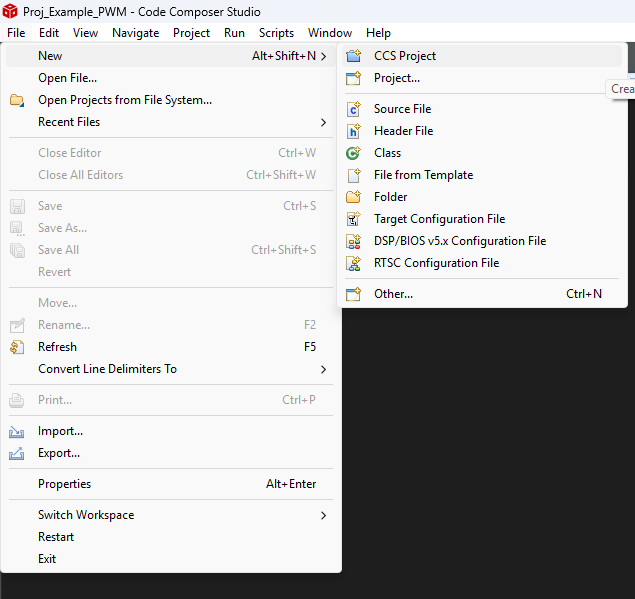 Proj_Example_PWM - Code Composer Studio
File Edit View Navigate Project Run Scripts Window Help
New Alt+Shift+N
Open File...
Open Projects from File System...
Recent Files
Close Editor Ctrl+W
Close All Editors Ctrl+Shift+W
Save Ctrl+S
Save As...
Save All Ctrl+Shift+S
Revert
Move...
Rename... F2
Refresh F5
Convert Line Delimiters To
Print... Ctrl+P
Import...
Export...
Properties Alt+Enter
Switch Workspace
Restart
Exit
CCS Project
Project...
Crea
Source File
Header File
Class
File from Template
Folder
Target Configuration File
DSP/BIOS v5.x Configuration File
RTSC Configuration File
Other... Ctrl+N